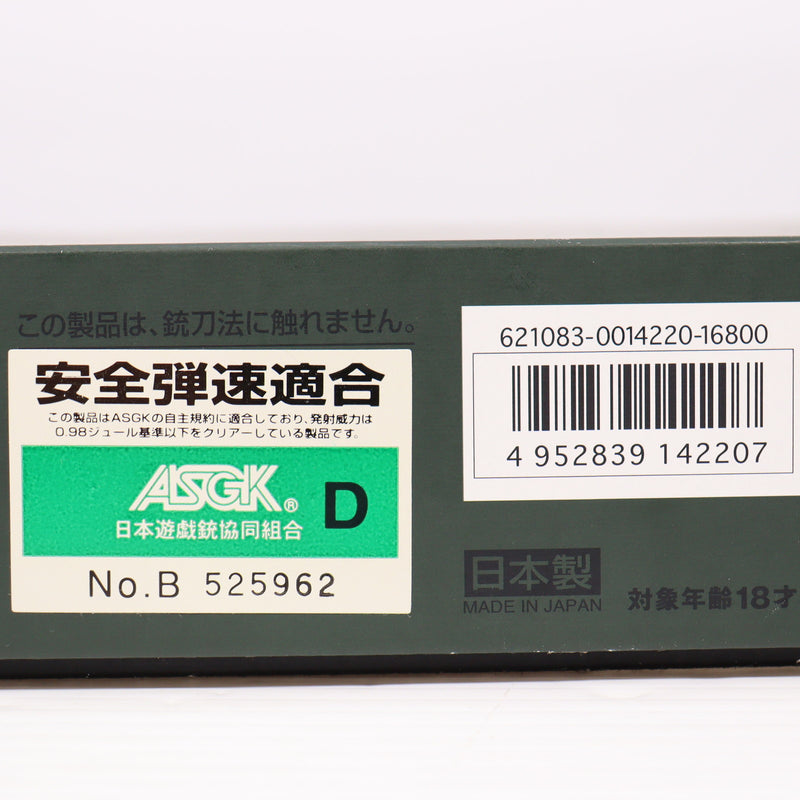 この製品は、銃刀法に触れません。
安全弾速適合
この製品はASGKの自主規約に適合しており、発射威力は
0.98ジュール基準以下をクリアーしている製品です。
ASGK®
日本遊戯銃協同組合
D
No.B 525962
621083-0014220-16800
4 952839 142207
日本製
MADE IN JAPAN
対象年齢18才